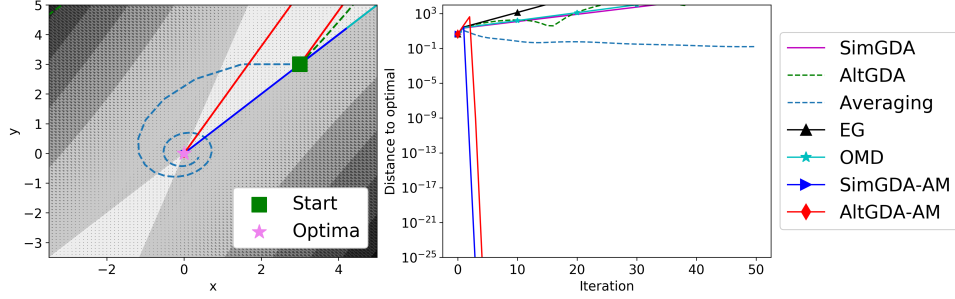 5
4
3
2
1
0
−1
−2
−3
y
−2
0
2
4
x
Start
Optima
10³
10⁻¹
10⁻⁵
10⁻⁹
10⁻¹³
10⁻¹⁷
10⁻²¹
10⁻²⁵
Distance to optimal
0
10
20
30
40
50
Iteration
SimGDA
AltGDA
Averaging
EG
OMD
SimGDA-AM
AltGDA-AM